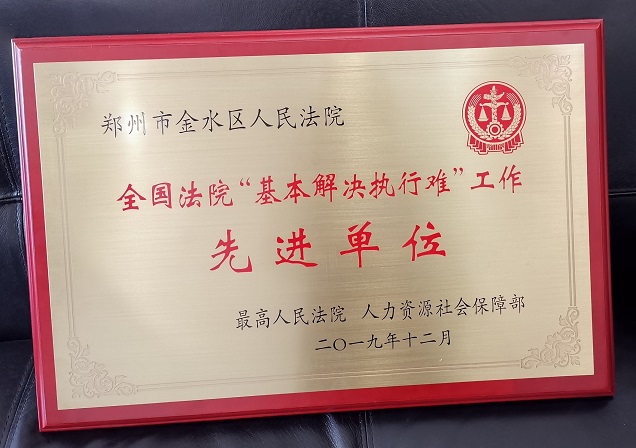 郑州市金水区人民法院
全国法院“基本解决执行难”工作
先进单位
最高人民法院 人力资源社会保障部
二〇一九年十二月